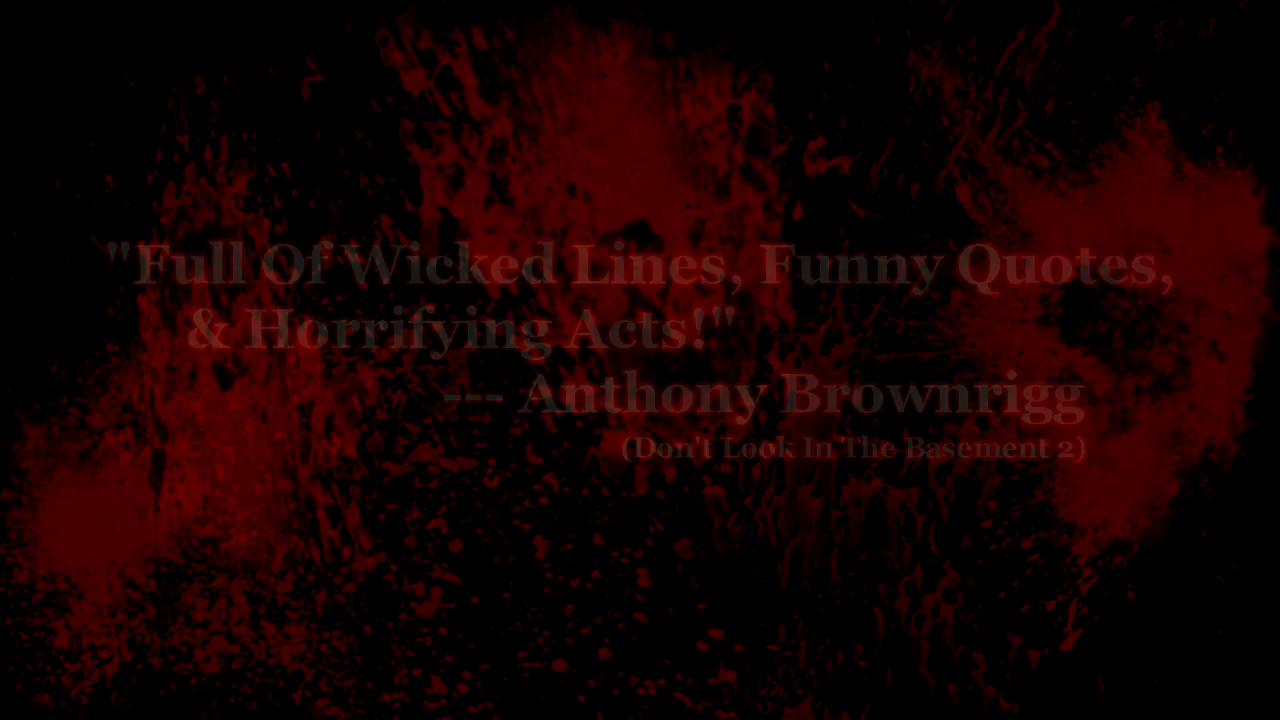 "Full Of Wicked Lines, Funny Quotes,
& Horrifying Acts!"
--- Anthony Brownrigg
(Don't Look In The Basement 2)